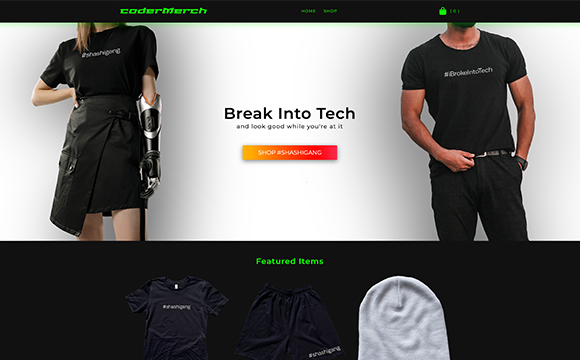 coderMerch
HOME SHOP
( 0 )
#shashigang
#iBrokeIntoTech
Break Into Tech
and look good while you're at it
SHOP #SHASHIGANG
Featured Items
#shashigang
#shashigang